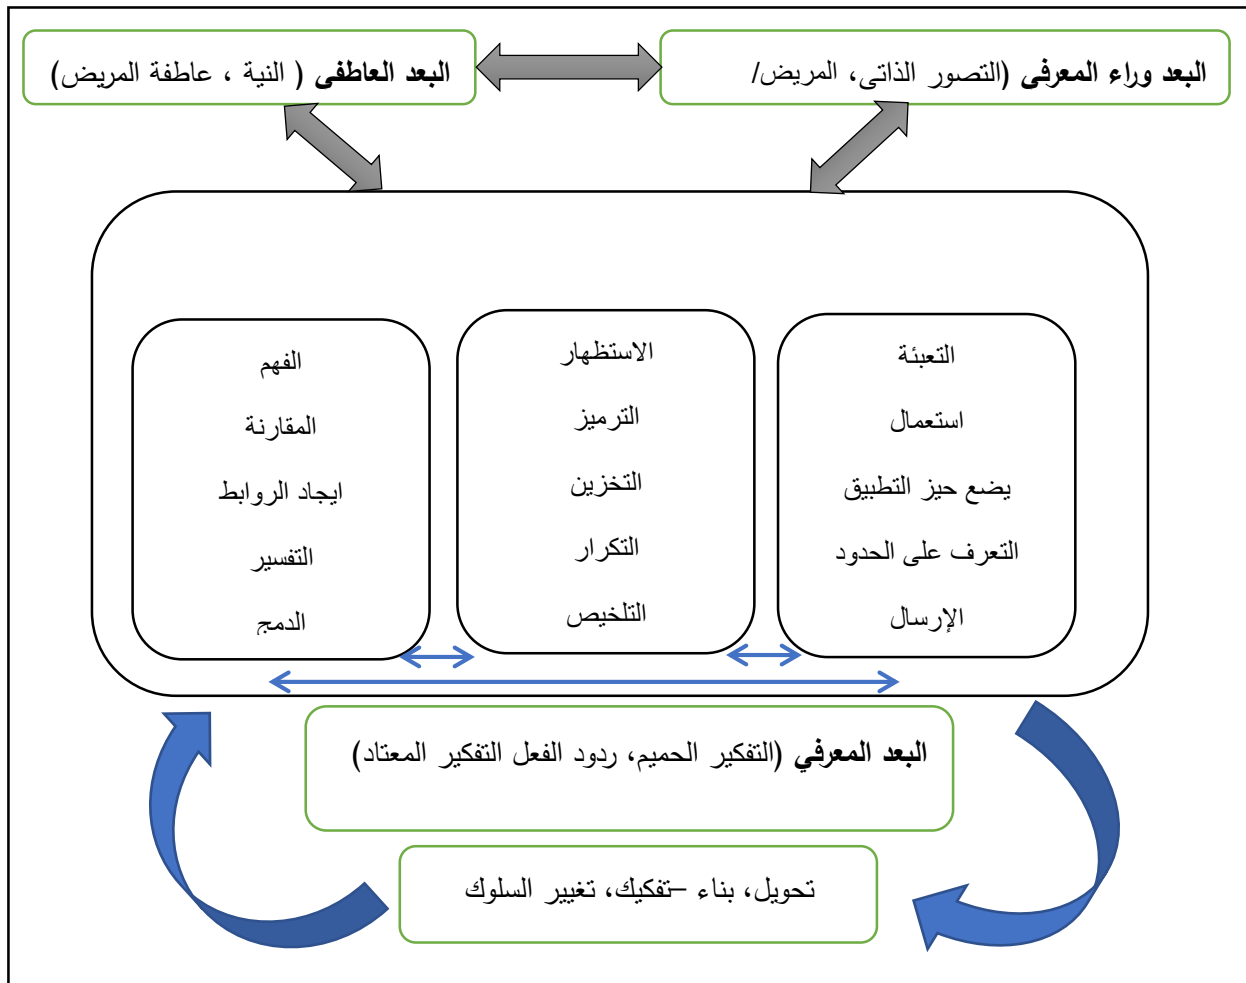 البعد وراء المعرفى (التصور الذاتى، المريض/
البعد العاطفى ( النية ، عاطفة المريض)
التعبئة
استعمال
يضع حيز التطبيق
التعرف على الحدود
الإرسال
الاستظهار
الترميز
التخزين
التكرار
التلخيص
الفهم
المقارنة
ايجاد الروابط
التفسير
الدمج
البعد المعرفي (التفكير الحميم، ردود الفعل التفكير المعتاد)
تحويل، بناء –تفكيك، تغيير السلوك